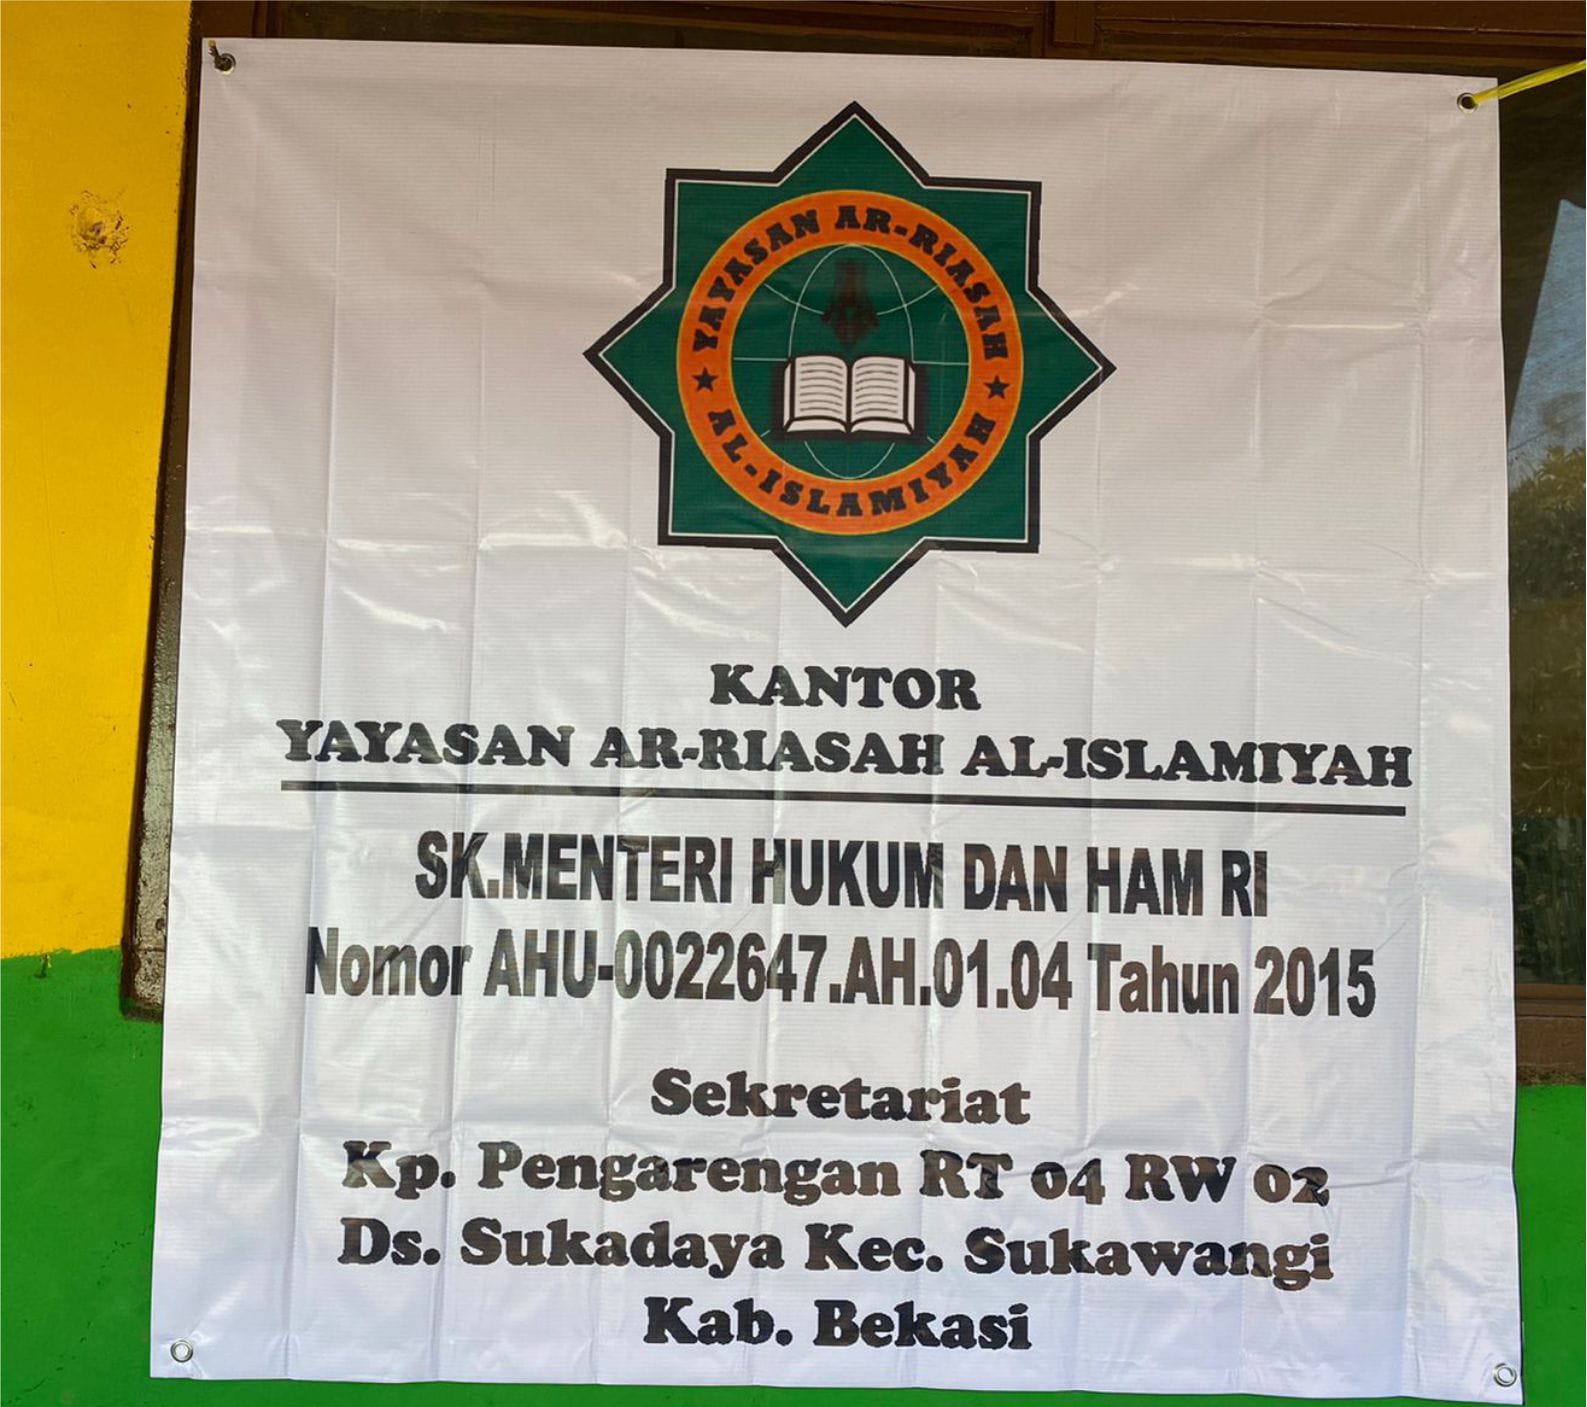 YAYASAN AR-RIASAH
AL-ISLAMIYAH
KANTOR
YAYASAN AR-RIASAH AL-ISLAMIYAH
SK.MENTERI HUKUM DAN HAM RI
Nomor AHU-0022647.AH.01.04 Tahun 2015
Sekretariat
Kp. Pengarengan RT 04 RW 02
Ds. Sukadaya Kec. Sukawangi
Kab. Bekasi